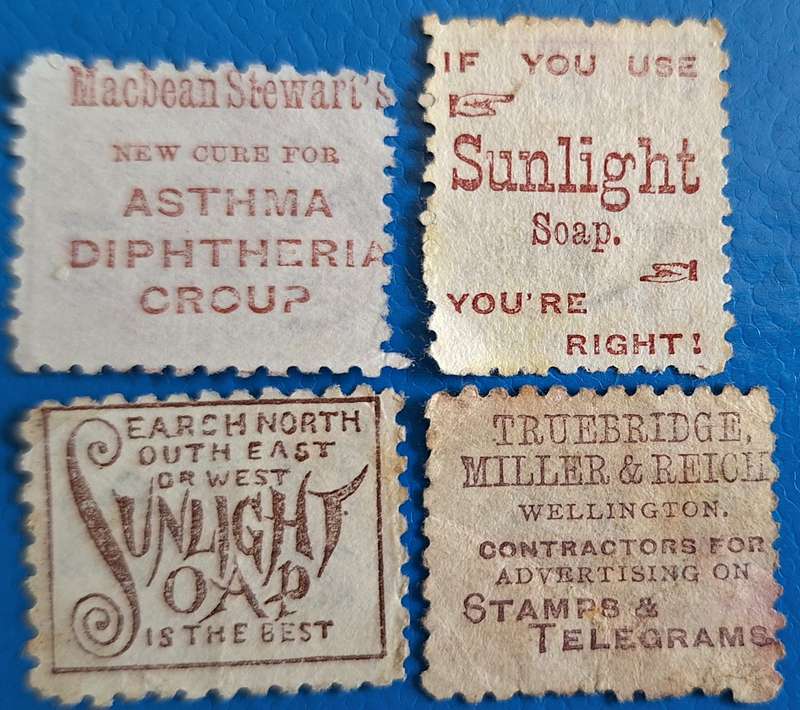 Macbean Stewart's
NEW CURE FOR
ASTHMA
DIPHTHERIA
CROUP
IF YOU USE
Sunlight
Soap.
YOU'RE
RIGHT!
SEARCH NORTH
SOUTH EAST
OR WEST
SUNLIGHT
SOAP
IS THE BEST
TRUEBRIDGE,
MILLER & REICH
WELLINGTON.
CONTRACTORS FOR
ADVERTISING ON
STAMPS &
TELEGRAMS.